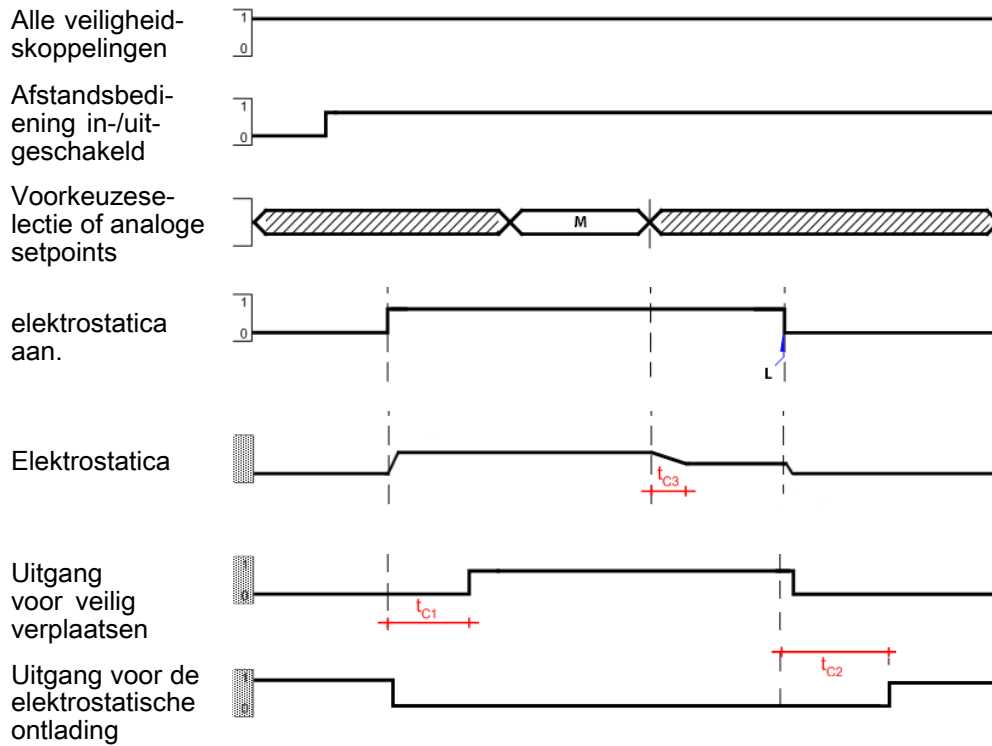 Alle veiligheid-
skoppelingen
1
0
Afstandsbedi-
ening in-/uit-
geschakeld
1
0
Voorkeuzese-
lectie of analoge
setpoints
M
elektrostatica
aan.
1
0
L
Elektrostatica
tC3
Uitgang
voor veilig
verplaatsen
1
0
tC1
Uitgang voor de
elektrostatische
ontlading
1
0
tC2